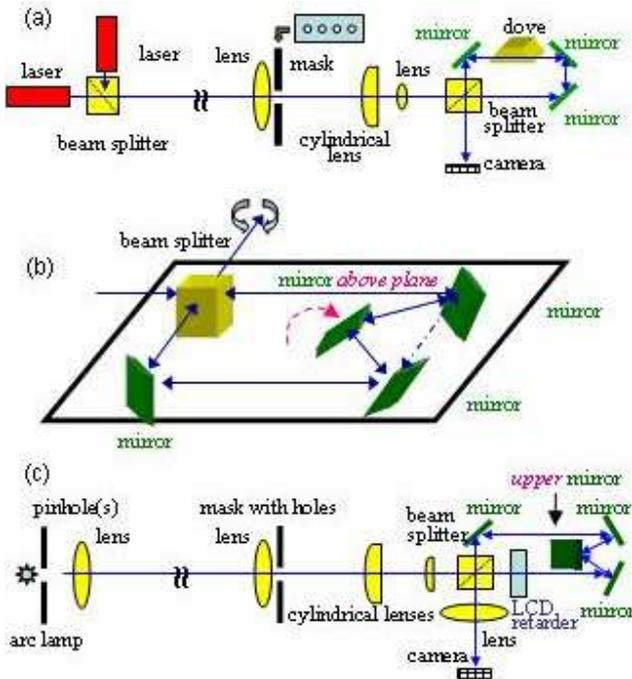 (a)
laser
laser
beam splitter
lens
mask
cylindrical
lens
lens
mirror
dove
mirror
mirror
beam
splitter
camera
(b)
beam splitter
mirror above plane
mirror
mirror
mirror
(c)
pinhole(s)
lens
arc lamp
mask with holes
lens
cylindrical lenses
beam
splitter
upper mirror
mirror
mirror
mirror
LCD
retarder
lens
camera